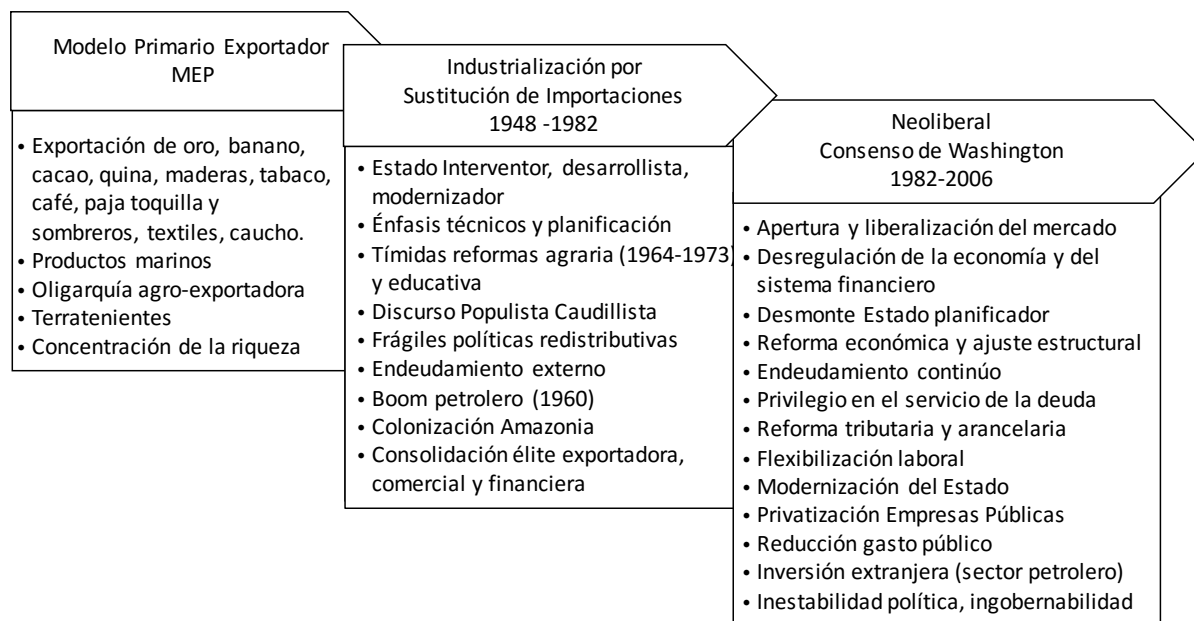 Modelo Primario Exportador
MEP
• Exportación de oro, banano,
cacao, quina, maderas, tabaco,
café, paja toquilla y
sombreros, textiles, caucho.
• Productos marinos
• Oligarquía agro-exportadora
• Terratenientes
• Concentración de la riqueza
Industrialización por
Sustitución de Importaciones
1948 -1982
• Estado Interventor, desarrollista,
modernizador
• Énfasis técnicos y planificación
• Tímidas reformas agraria (1964-1973)
y educativa
• Discurso Populista Caudillista
• Frágiles políticas redistributivas
• Endeudamiento externo
• Boom petrolero (1960)
• Colonización Amazonia
• Consolidación élite exportadora,
comercial y financiera
Neoliberal
Consenso de Washington
1982-2006
• Apertura y liberalización del mercado
• Desregulación de la economía y del
sistema financiero
• Desmonte Estado planificador
• Reforma económica y ajuste estructural
• Endeudamiento continúo
• Privilegio en el servicio de la deuda
• Reforma tributaria y arancelaria
• Flexibilización laboral
• Modernización del Estado
• Privatización Empresas Públicas
• Reducción gasto público
• Inversión extranjera (sector petrolero)
• Inestabilidad política, ingobernabilidad